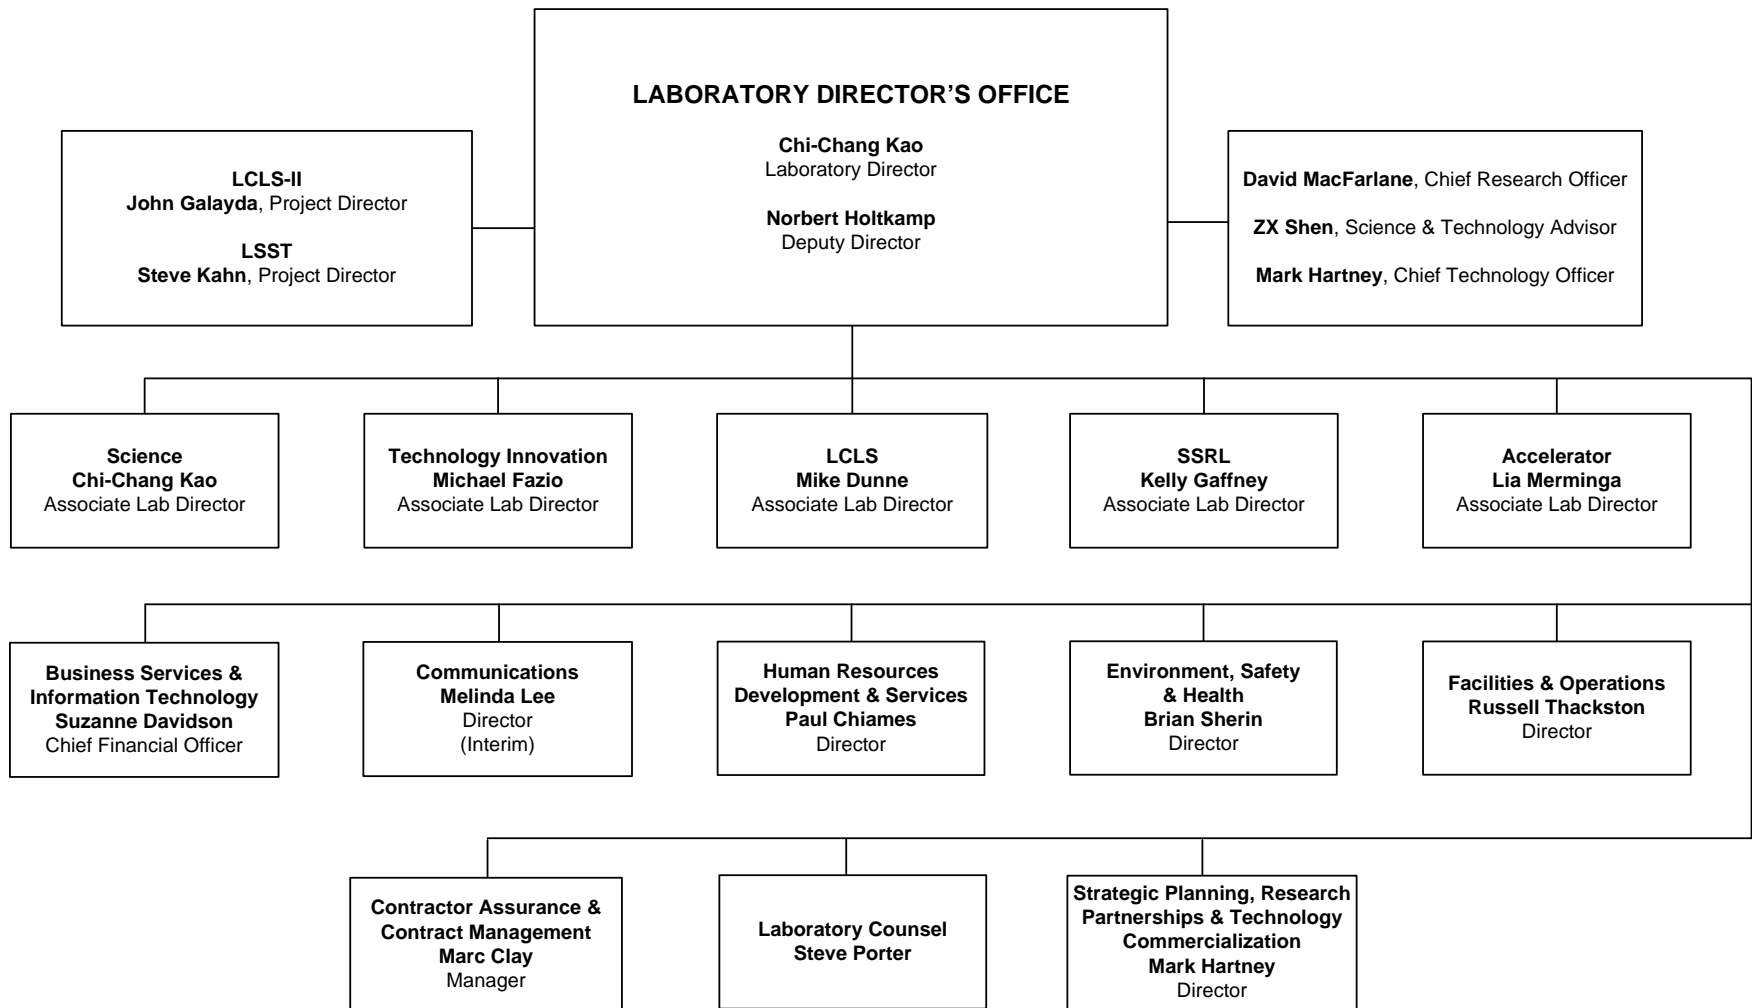 LABORATORY DIRECTOR’S OFFICE
Chi-Chang Kao
Laboratory Director
Norbert Holtkamp
Deputy Director
LCLS-II
John Galayda, Project Director
LSST
Steve Kahn, Project Director
David MacFarlane, Chief Research Officer
ZX Shen, Science & Technology Advisor
Mark Hartney, Chief Technology Officer
Science
Chi-Chang Kao
Associate Lab Director
Technology Innovation
Michael Fazio
Associate Lab Director
LCLS
Mike Dunne
Associate Lab Director
SSRL
Kelly Gaffney
Associate Lab Director
Accelerator
Lia Merminga
Associate Lab Director
Business Services &
Information Technology
Suzanne Davidson
Chief Financial Officer
Communications
Melinda Lee
Director
(Interim)
Human Resources
Development & Services
Paul Chiames
Director
Environment, Safety
& Health
Brian Sherin
Director
Facilities & Operations
Russell Thackston
Director
Contractor Assurance &
Contract Management
Marc Clay
Manager
Laboratory Counsel
Steve Porter
Strategic Planning, Research
Partnerships & Technology
Commercialization
Mark Hartney
Director